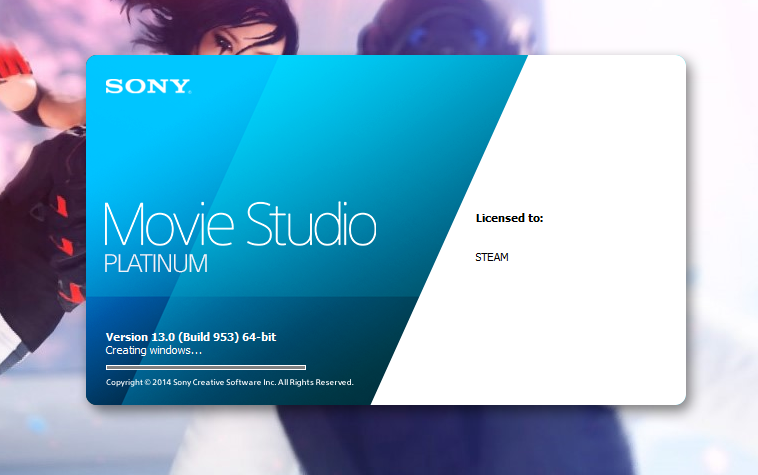 SONY
Movie Studio
PLATINUM
Version 13.0 (Build 953) 64-bit
Creating windows...
Copyright © 2014 Sony Creative Software Inc. All Rights Reserved.
Licensed to:
STEAM